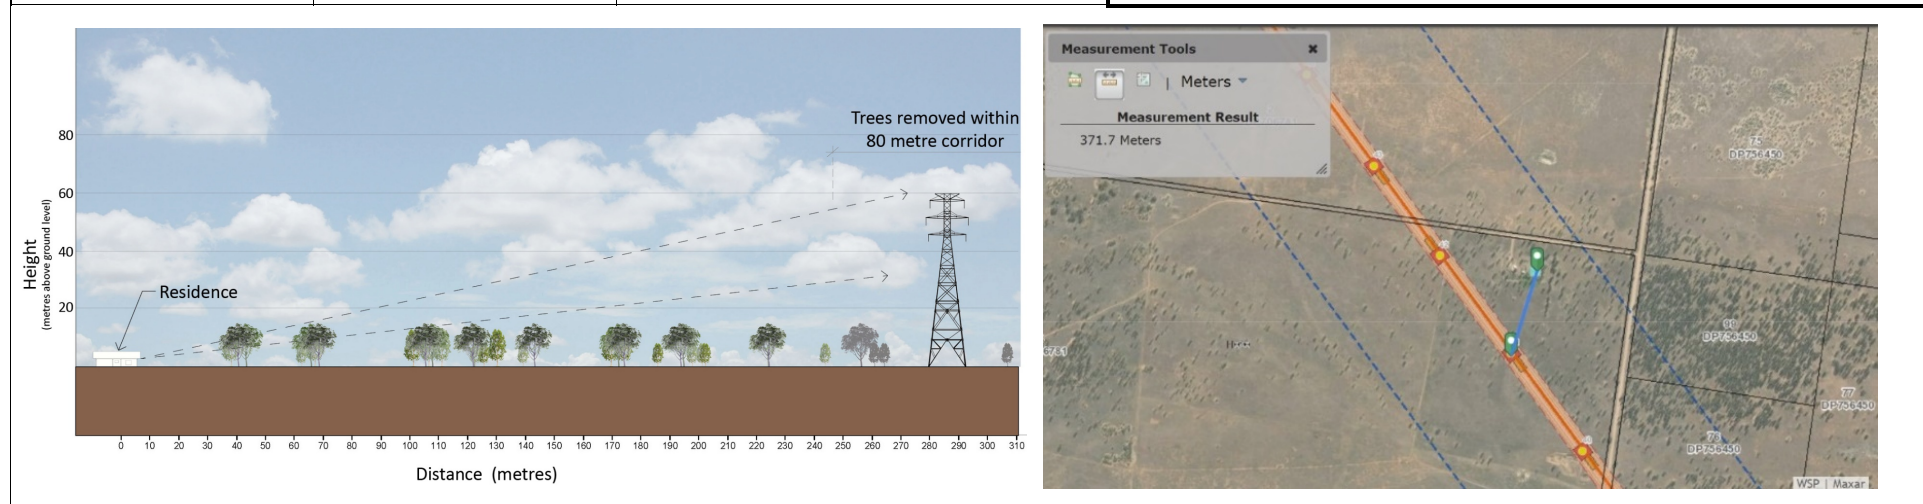 Trees removed within
80 metre corridor
80
60
40
20
Height
(metres above ground level)
Residence
0 10 20 30 40 50 60 70 80 90 100 110 120 130 140 150 160 170 180 190 200 210 220 230 240 250 260 270 280 290 300 310
Distance (metres)
Measurement Tools
Meters
Measurement Result
371.7 Meters
75
DP756450
DP756450
77
DP756450
DP756450
WSP | Maxar